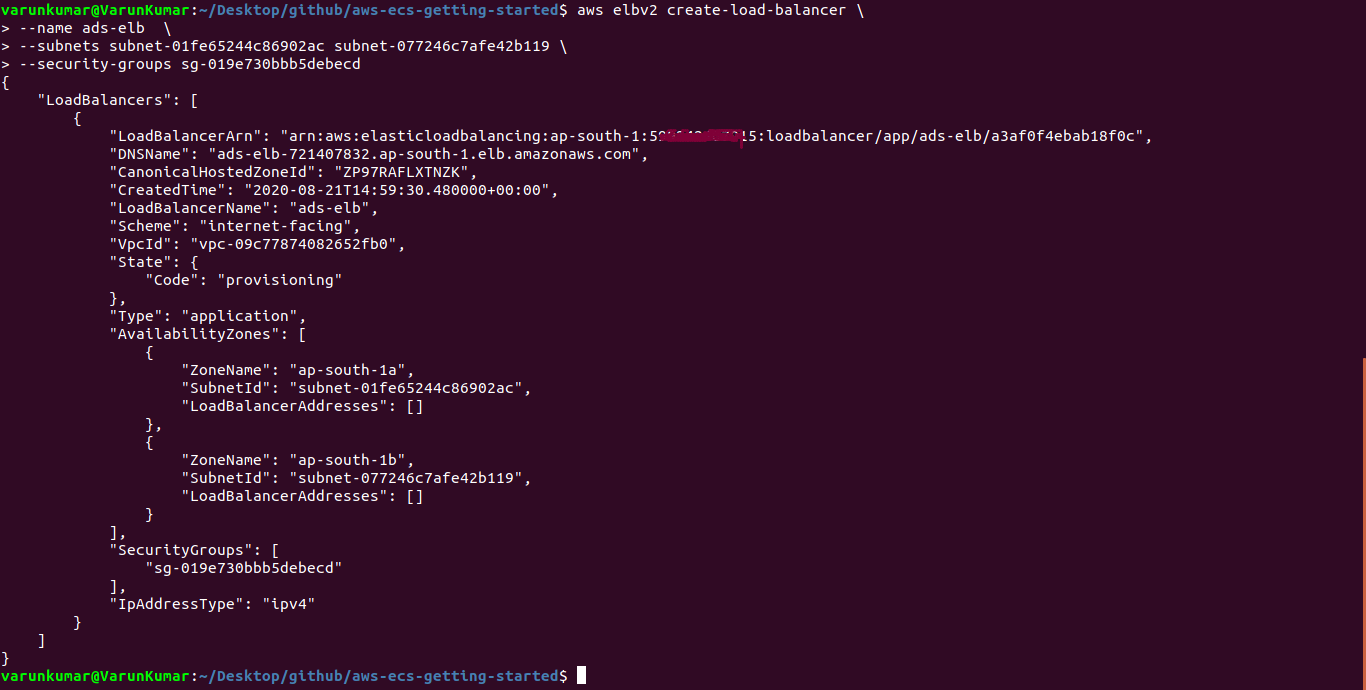 varunkumar@VarunKumar:~/Desktop/github/aws-ecs-getting-started$ aws elbv2 create-load-balancer \
> --name ads-elb  \
> --subnets subnet-01fe65244c86902ac subnet-077246c7afe42b119 \
> --security-groups sg-019e730bbb5debecd
{
    "LoadBalancers": [
        {
            "LoadBalancerArn": "arn:aws:elasticloadbalancing:ap-south-1:5 15:loadbalancer/app/ads-elb/a3af0f4ebab18f0c",
            "DNSName": "ads-elb-721407832.ap-south-1.elb.amazonaws.com",
            "CanonicalHostedZoneId": "ZP97RAFLXTNZK",
            "CreatedTime": "2020-08-21T14:59:30.480000+00:00",
            "LoadBalancerName": "ads-elb",
            "Scheme": "internet-facing",
            "VpcId": "vpc-09c77874082652fb0",
            "State": {
                "Code": "provisioning"
            },
            "Type": "application",
            "AvailabilityZones": [
                {
                    "ZoneName": "ap-south-1a",
                    "SubnetId": "subnet-01fe65244c86902ac",
                    "LoadBalancerAddresses": []
                },
                {
                    "ZoneName": "ap-south-1b",
                    "SubnetId": "subnet-077246c7afe42b119",
                    "LoadBalancerAddresses": []
                }
            ],
            "SecurityGroups": [
                "sg-019e730bbb5debecd"
            ],
            "IpAddressType": "ipv4"
        }
    ]
}
varunkumar@VarunKumar:~/Desktop/github/aws-ecs-getting-started$